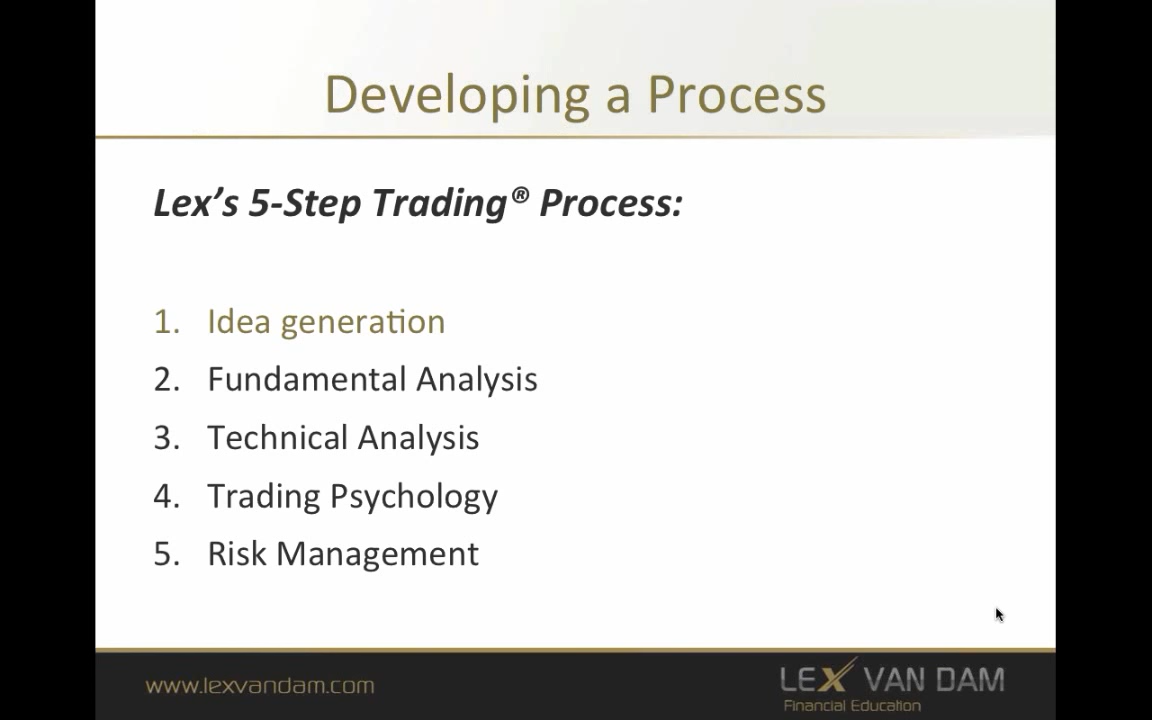 Developing a Process
Lex’s 5-Step Trading® Process:
1. Idea generation
2. Fundamental Analysis
3. Technical Analysis
4. Trading Psychology
5. Risk Management
www.lexvandam.com
LEX VAN DAM
Financial Education